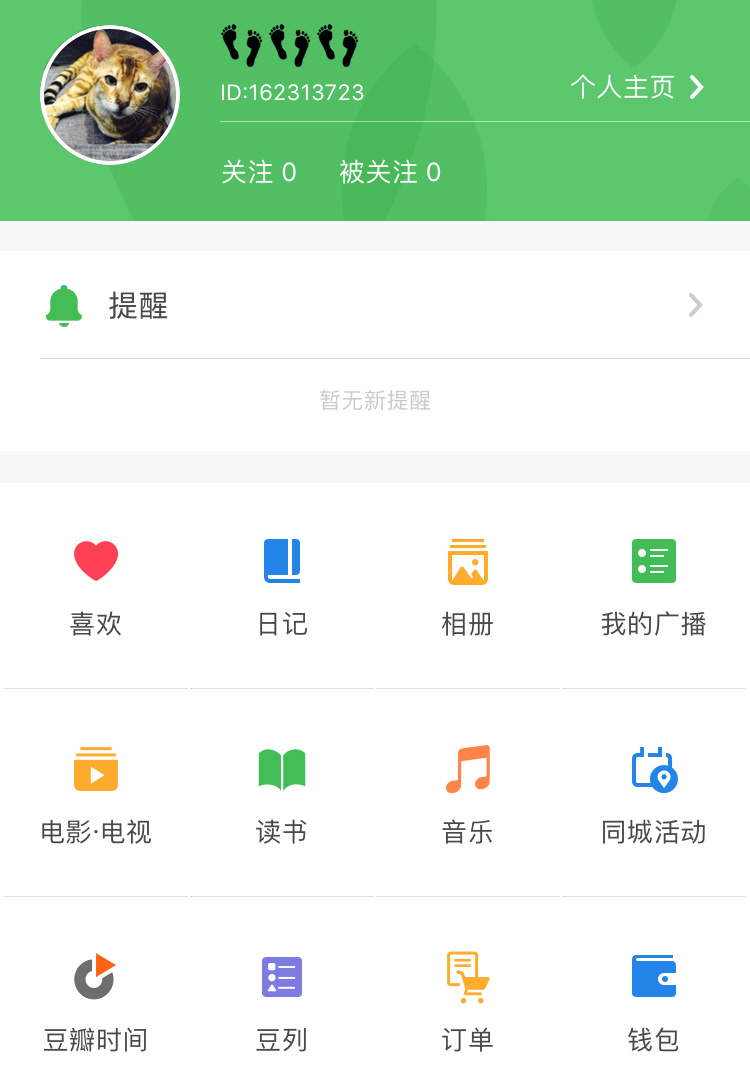 👣👣👣
ID:162313723
个人主页
关注 0 被关注 0
提醒
暂无新提醒
喜欢 日记 相册 我的广播
电影·电视 读书 音乐 同城活动
豆瓣时间 豆列 订单 钱包